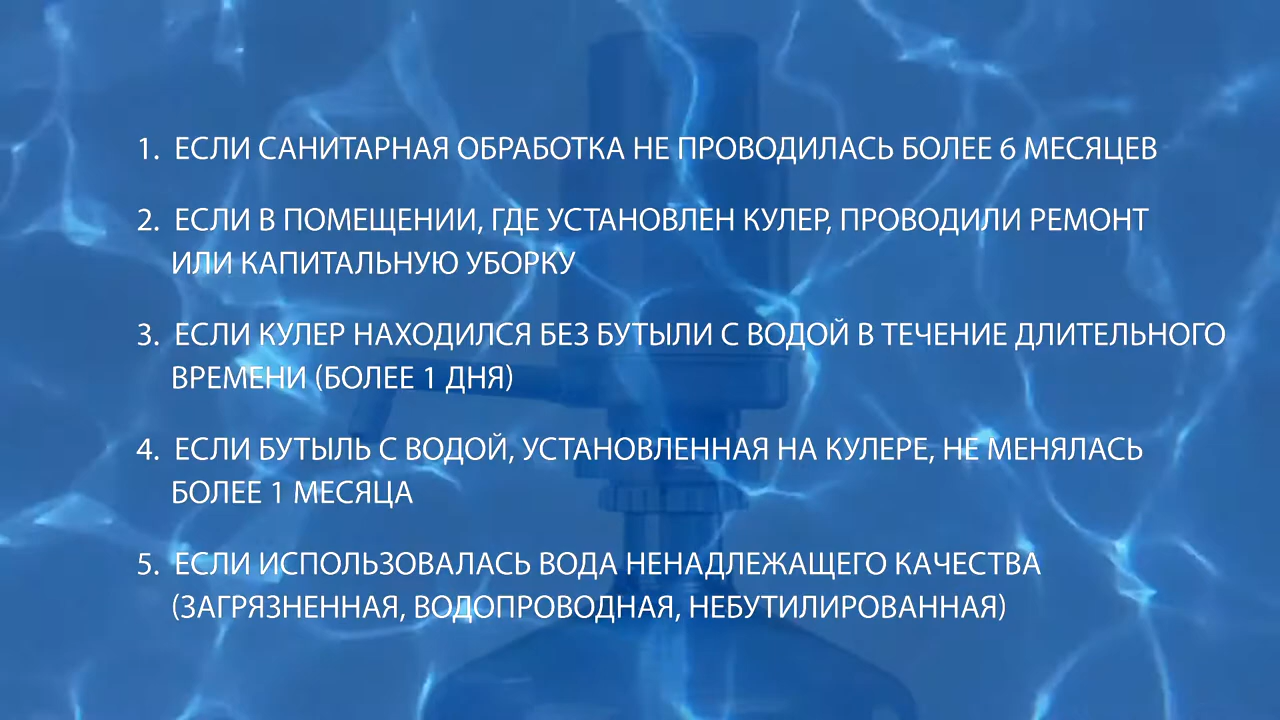 1. ЕСЛИ САНИТАРНАЯ ОБРАБОТКА НЕ ПРОВОДИЛАСЬ БОЛЕЕ 6 МЕСЯЦЕВ
2. ЕСЛИ В ПОМЕЩЕНИИ, ГДЕ УСТАНОВЛЕН КУЛЕР, ПРОВОДИЛИ РЕМОНТ
ИЛИ КАПИТАЛЬНУЮ УБОРКУ
3. ЕСЛИ КУЛЕР НАХОДИЛСЯ БЕЗ БУТЫЛИ С ВОДОЙ В ТЕЧЕНИЕ ДЛИТЕЛЬНОГО
ВРЕМЕНИ (БОЛЕЕ 1 ДНЯ)
4. ЕСЛИ БУТЫЛЬ С ВОДОЙ, УСТАНОВЛЕННАЯ НА КУЛЕРЕ, НЕ МЕНЯЛАСЬ
БОЛЕЕ 1 МЕСЯЦА
5. ЕСЛИ ИСПОЛЬЗОВАЛАСЬ ВОДА НЕНАДЛЕЖАЩЕГО КАЧЕСТВА
(ЗАГРЯЗНЕННАЯ, ВОДОПРОВОДНАЯ, НЕБУТИЛИРОВАННАЯ)